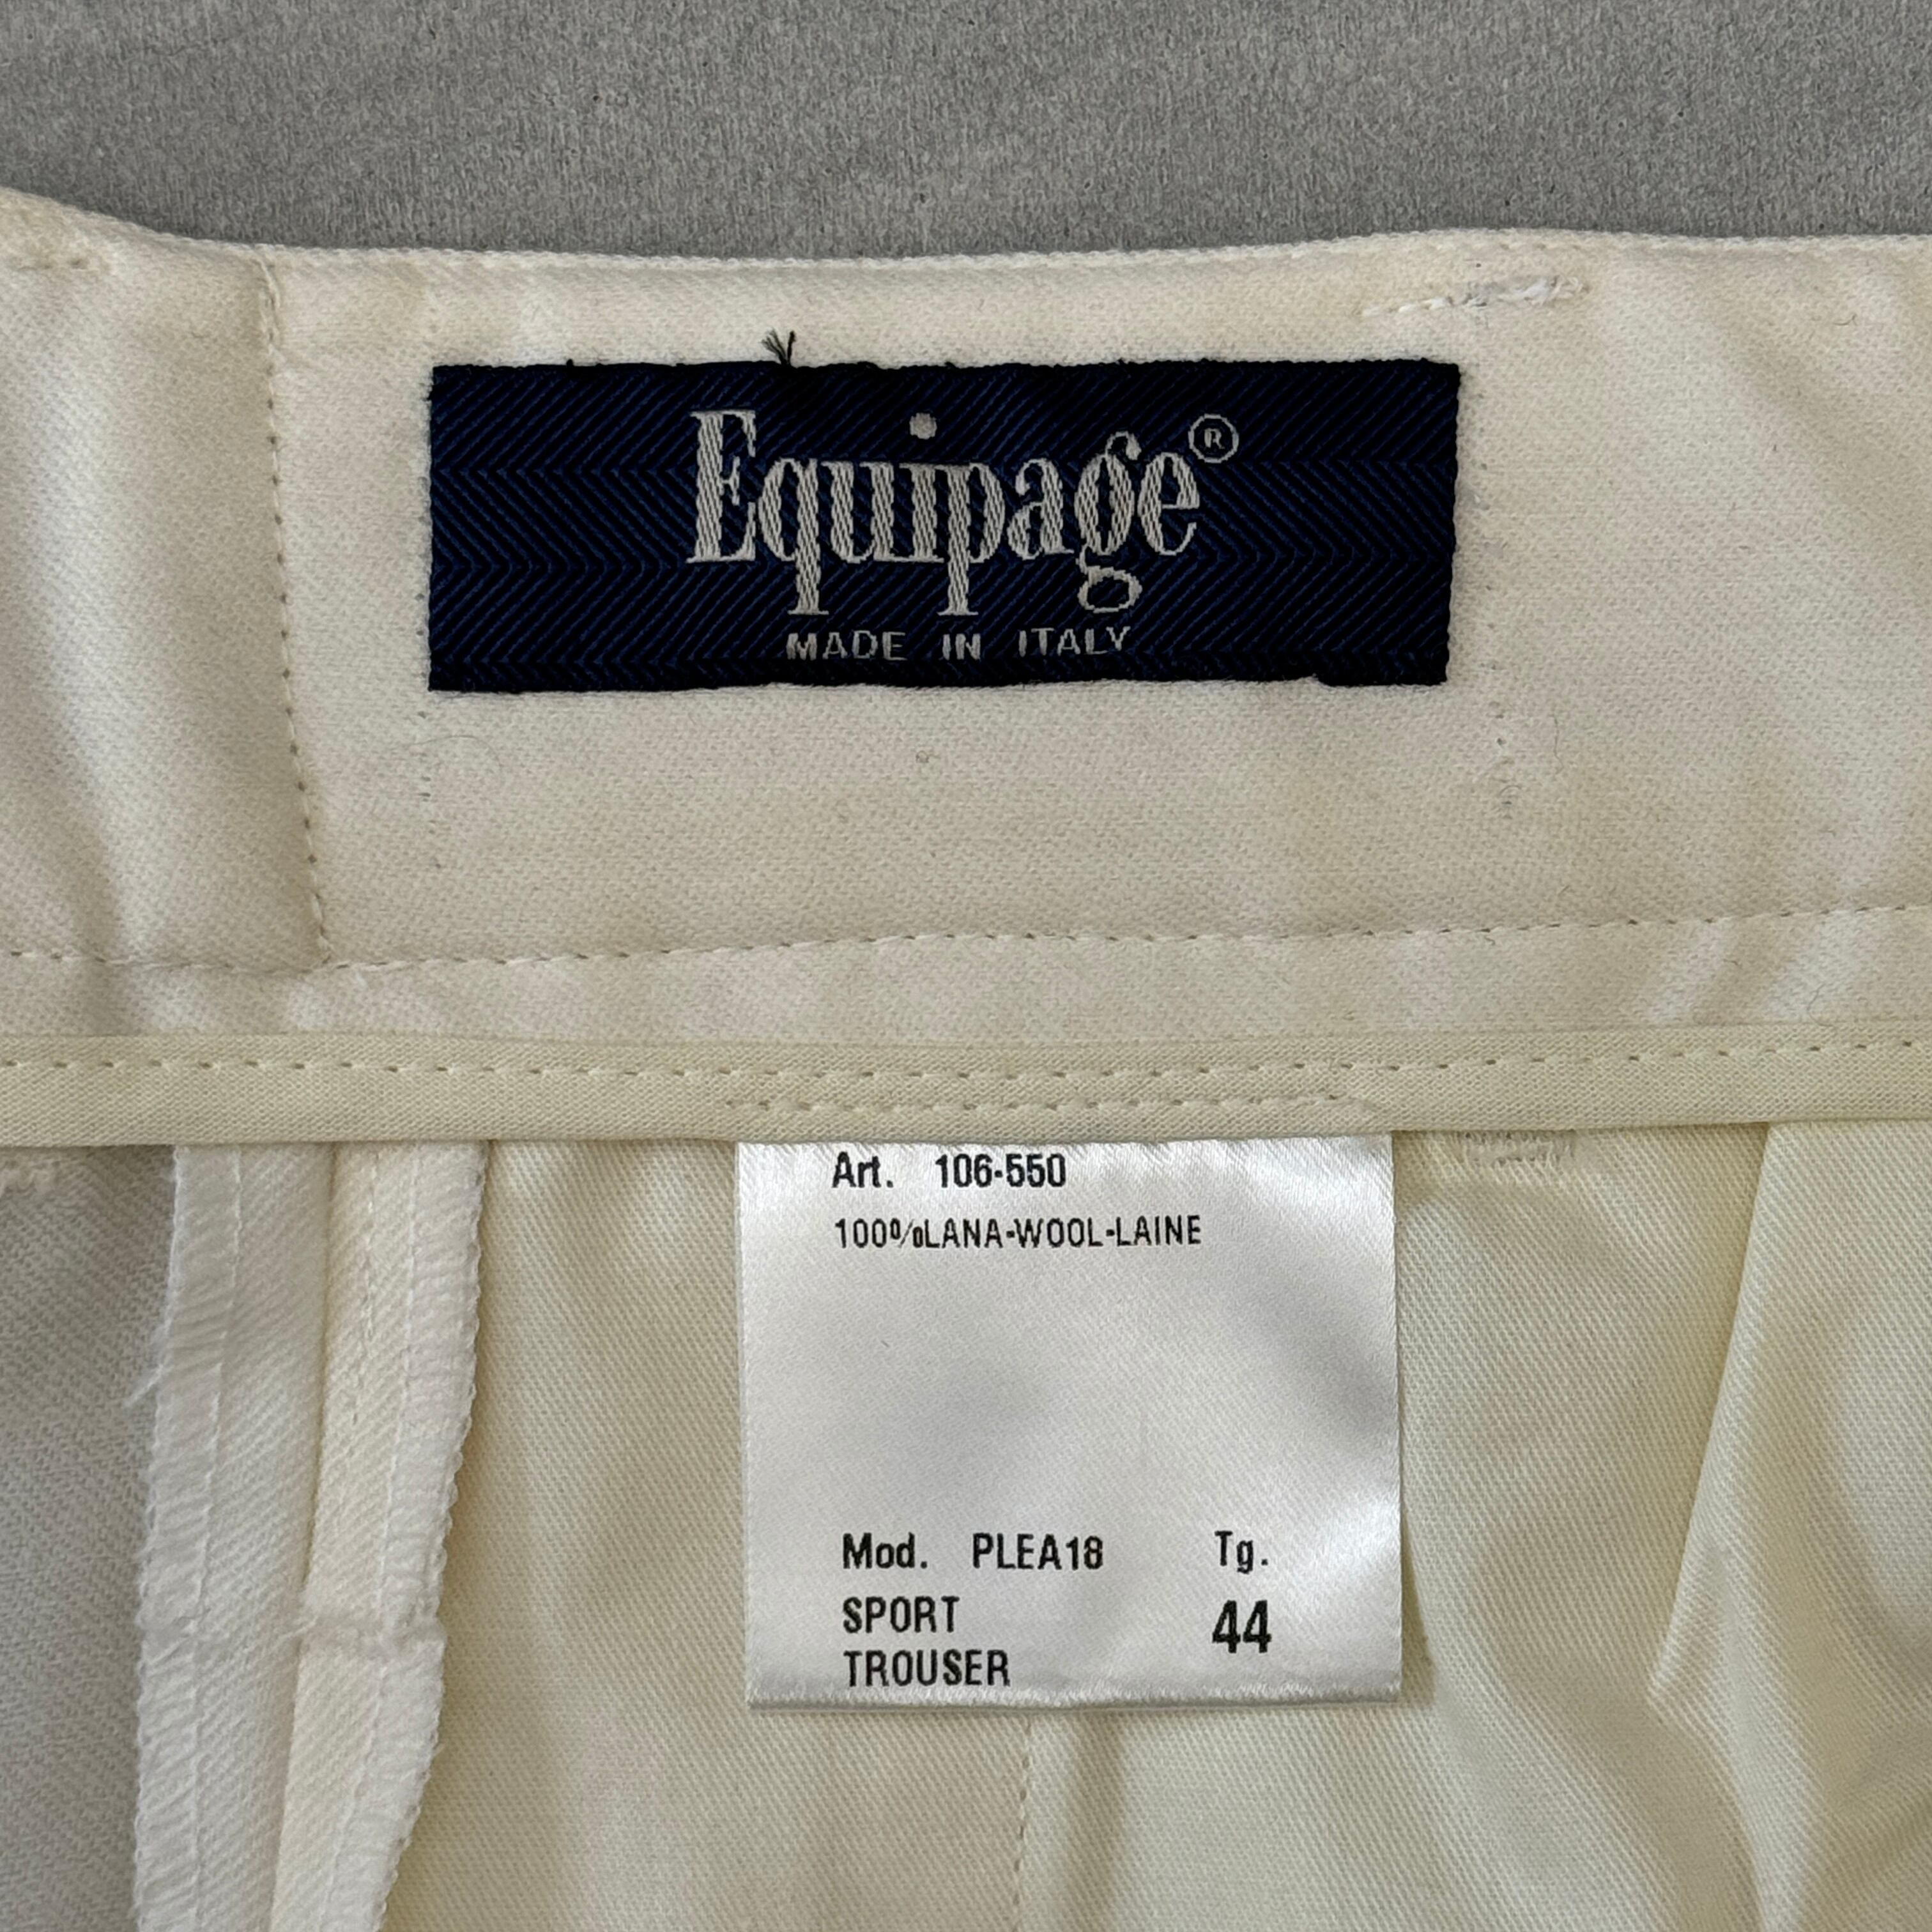 Equipage®
MADE IN ITALY
Art. 106-550
100%LANA-WOOL-LAINE
Mod. PLEA18 Tg.
SPORT 44
TROUSER